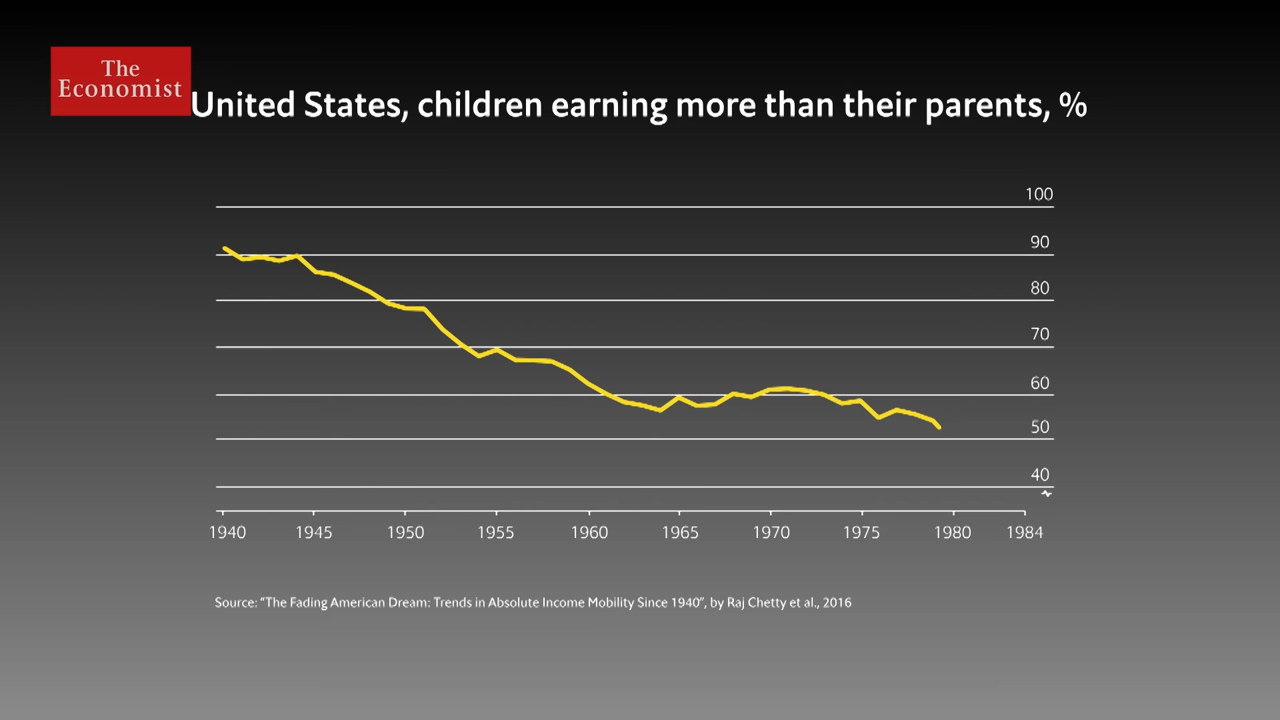 The
Economist
United States, children earning more than their parents, %
100
90
80
70
60
50
40
1940 1945 1950 1955 1960 1965 1970 1975 1980 1984
Source: “The Fading American Dream: Trends in Absolute Income Mobility Since 1940”, by Raj Chetty et al., 2016